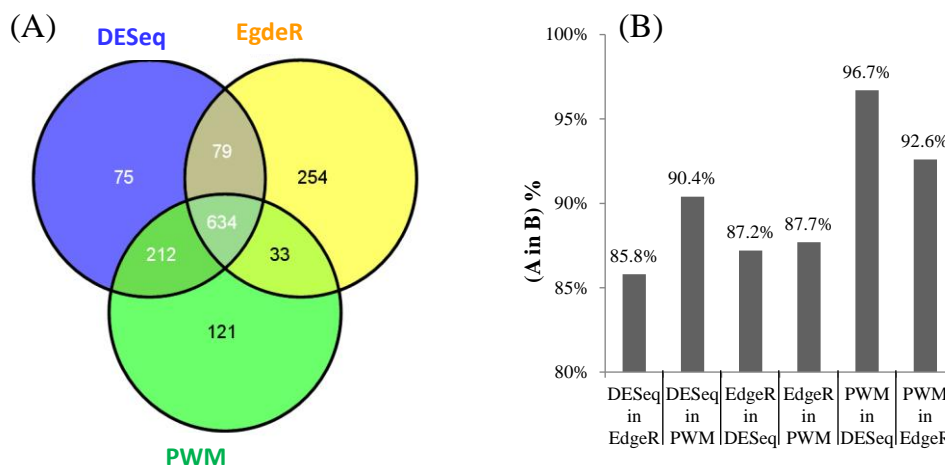 (A)
DESeq
EgdeR
79
75
254
634
212
33
121
PWM
(B)
100%
95%
90%
85%
80%
(A in B) %
85.8%
90.4%
87.2%
87.7%
96.7%
92.6%
DESeq
in
EdgeR
DESeq
in
PWM
EdgeR
in
DESeq
EdgeR
in
PWM
PWM
in
DESeq
PWM
in
EdgeR